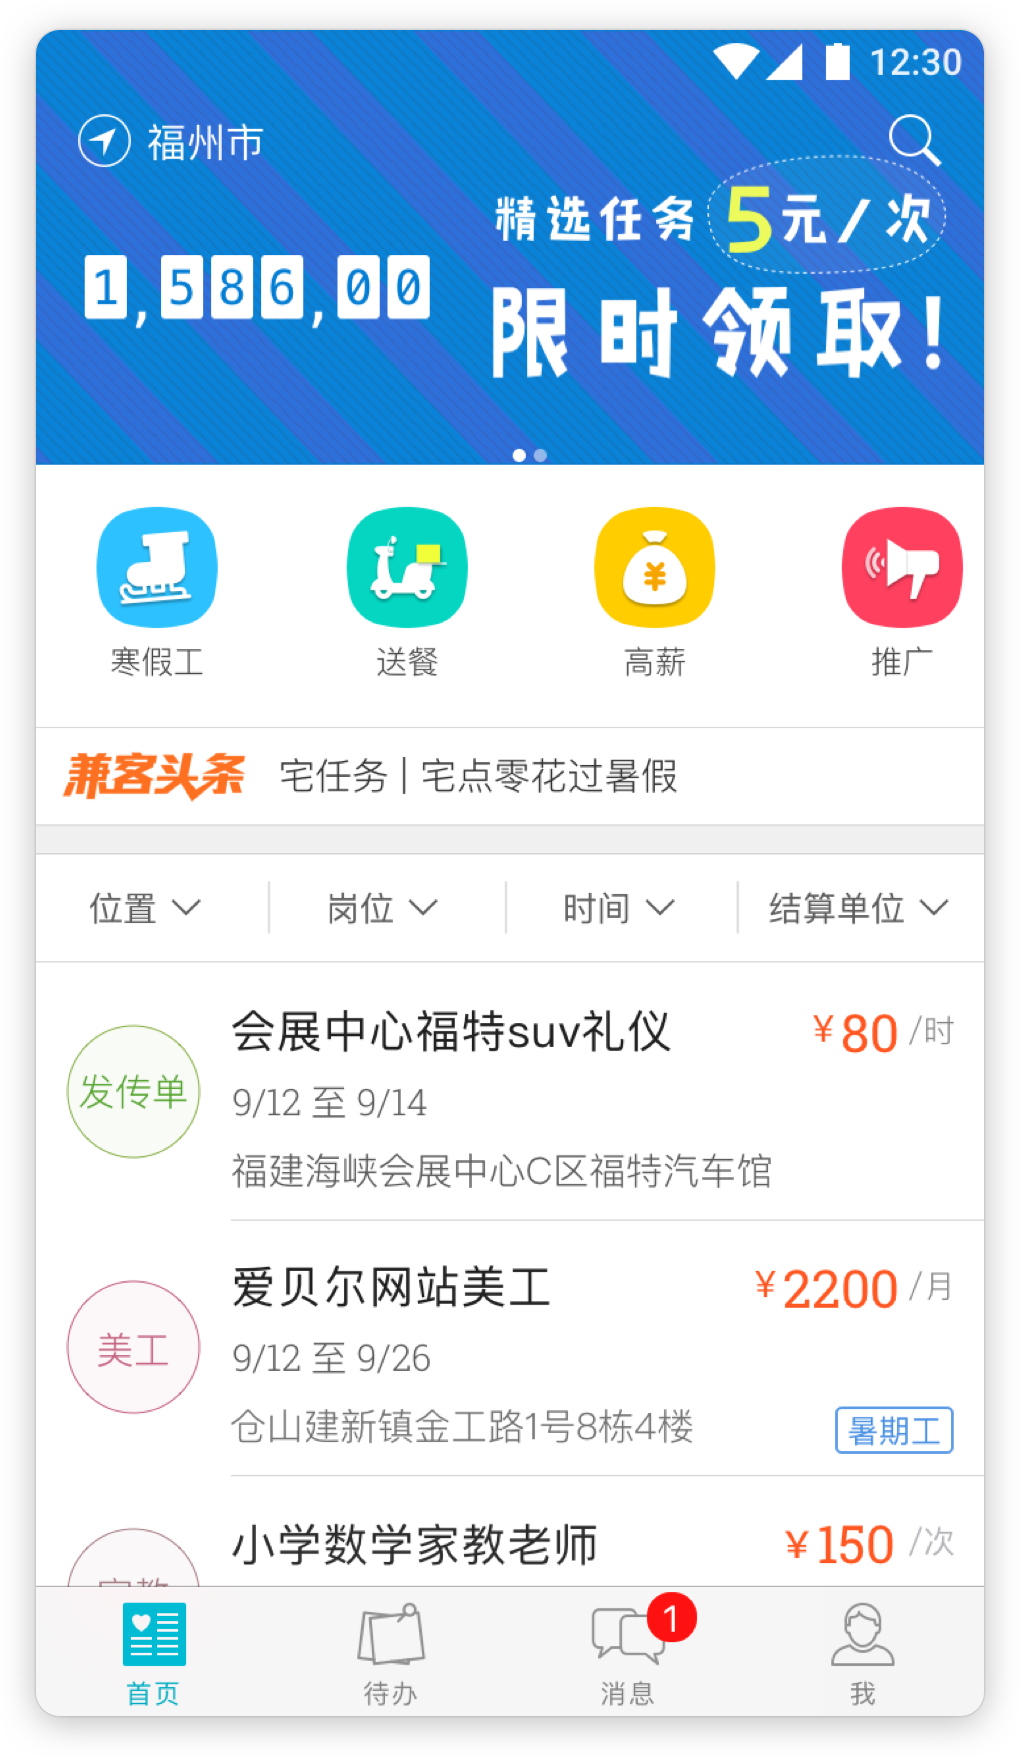 12:30
福州市
精选任务 5元/次
1,586,00
限时领取!
寒假工 送餐 高薪 推广
兼客头条 宅任务 | 宅点零花过暑假
位置 岗位 时间 结算单位
会展中心福特suv礼仪 ¥80/时
发传单
9/12 至 9/14
福建海峡会展中心C区福特汽车馆
爱贝尔网站美工 ¥2200/月
美工
9/12 至 9/26
仓山建新镇金工路1号8栋4楼 暑期工
小学数学家教老师 ¥150/次
家教
1
首页 待办 消息 我